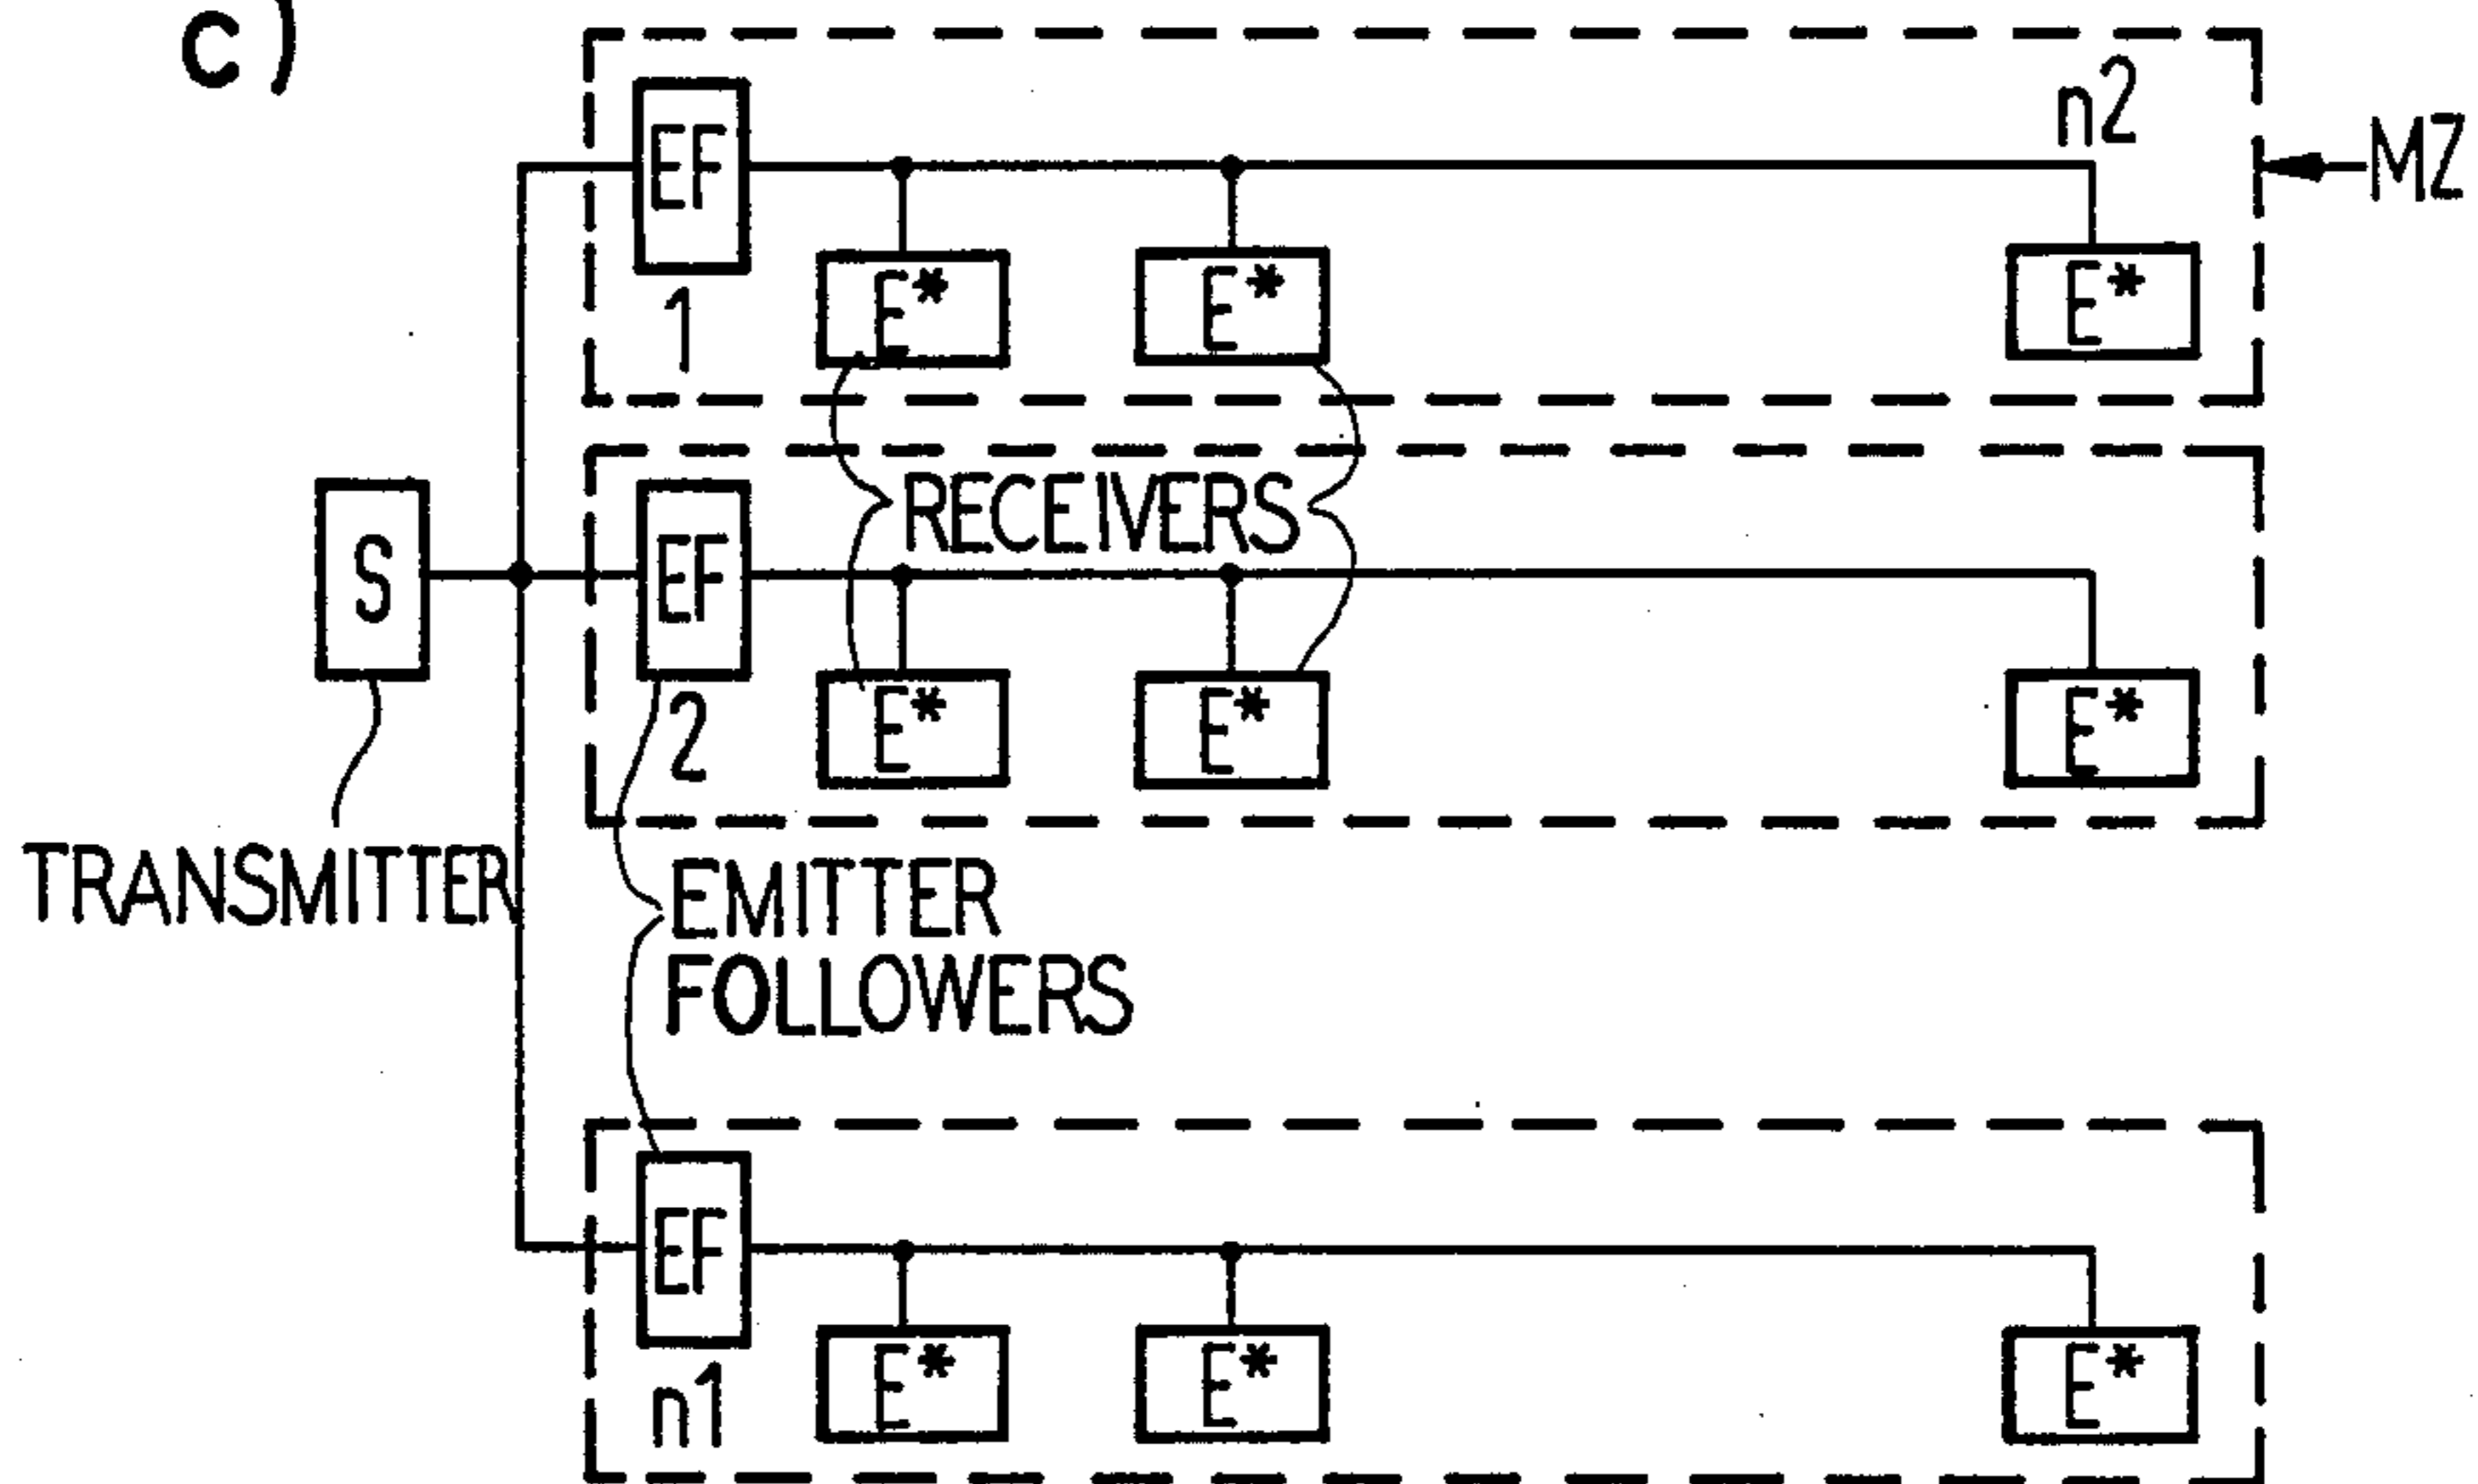 c)
n2
MZ
EF
1
E*
E*
E*
RECEIVERS
S
EF
2
E*
E*
E*
TRANSMITTER
EMITTER
FOLLOWERS
EF
n1
E*
E*
E*